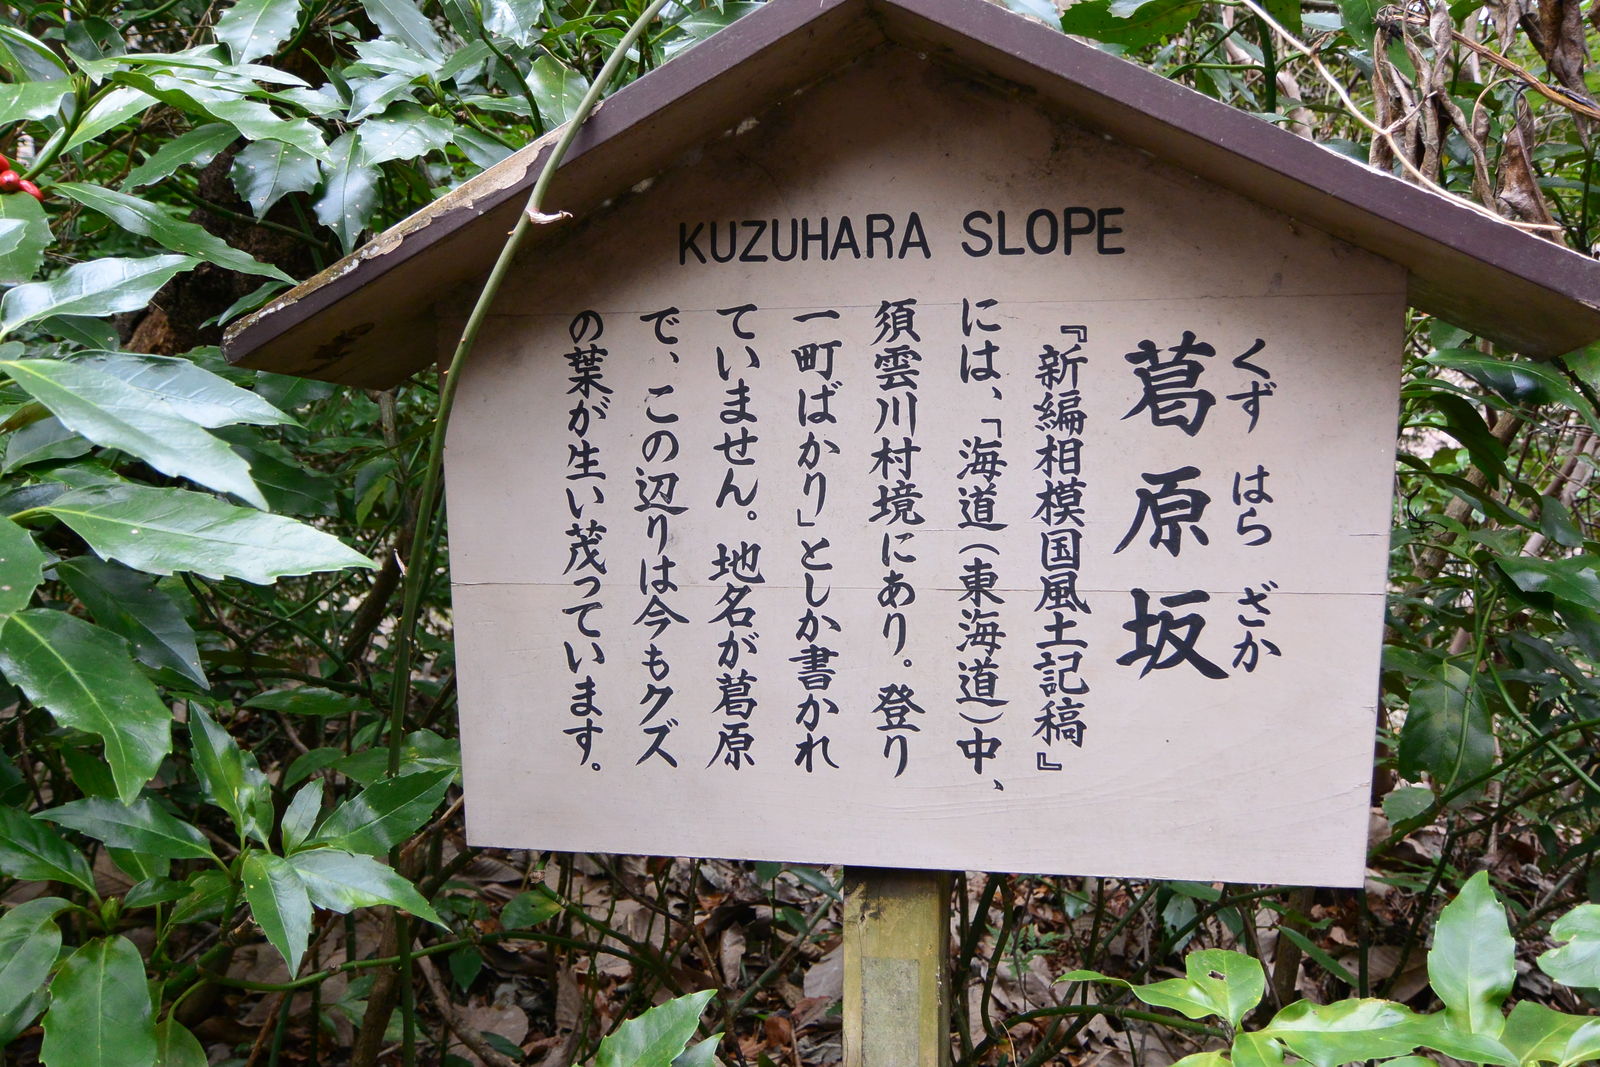 KUZUHARA SLOPE
くず はら ざか
葛原坂
『新編相模国風土記稿』
には、「海道(東海道)中、
須雲川村境にあり。登り
一町ばかり」としか書かれ
ていません。地名が葛原
で、この辺りは今もクズ
の葉が生い茂っています。